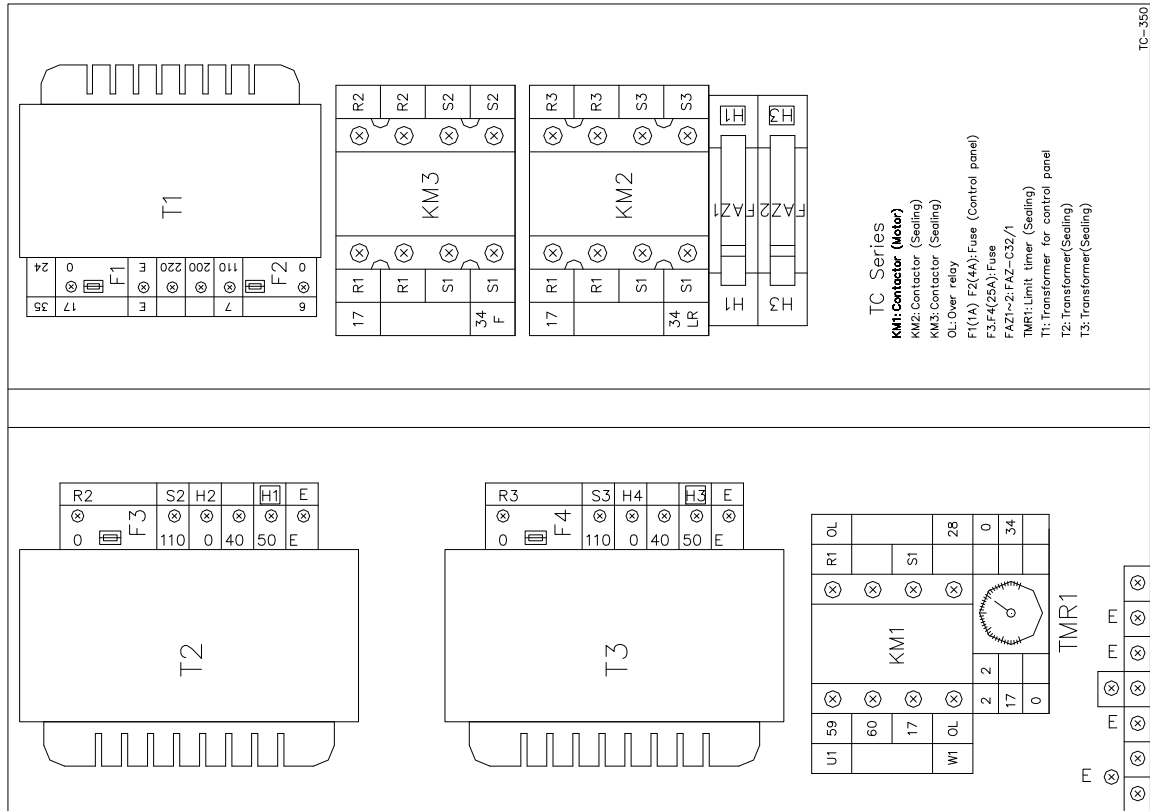 TC-350
R2 R2 S2 S2
R3 R3 S3 S3
H1 H3
T1
KM3
KM2
FAZ1
FAZ2
24 0 E 220 200 110 0
F1 F2
35 17 E 7 6
R1 R1 S1 S1
R1 R1 S1 S1
H1 H3
17 34 F
17 34 LR
TC Series
KM1: Contactor (Motor)
KM2: Contactor (Sealing)
KM3: Contactor (Sealing)
OL: Over relay
F1(1A) F2(4A): Fuse (Control panel)
F3.F4(25A): Fuse
FAZ1~2: FAZ-C32/1
TMR1: Limit timer (Sealing)
T1: Transformer for control panel
T2: Transformer(Sealing)
T3: Transformer(Sealing)
R2 S2 H2 H1 E
F3
0 110 0 40 50 E
T2
R3 S3 H4 H3 E
F4
0 110 0 40 50 E
T3
OL 28 0 34
R1 S1
KM1
TMR1
2
2 17 0
59 60 17 OL
U1 W1
E
E
E
E